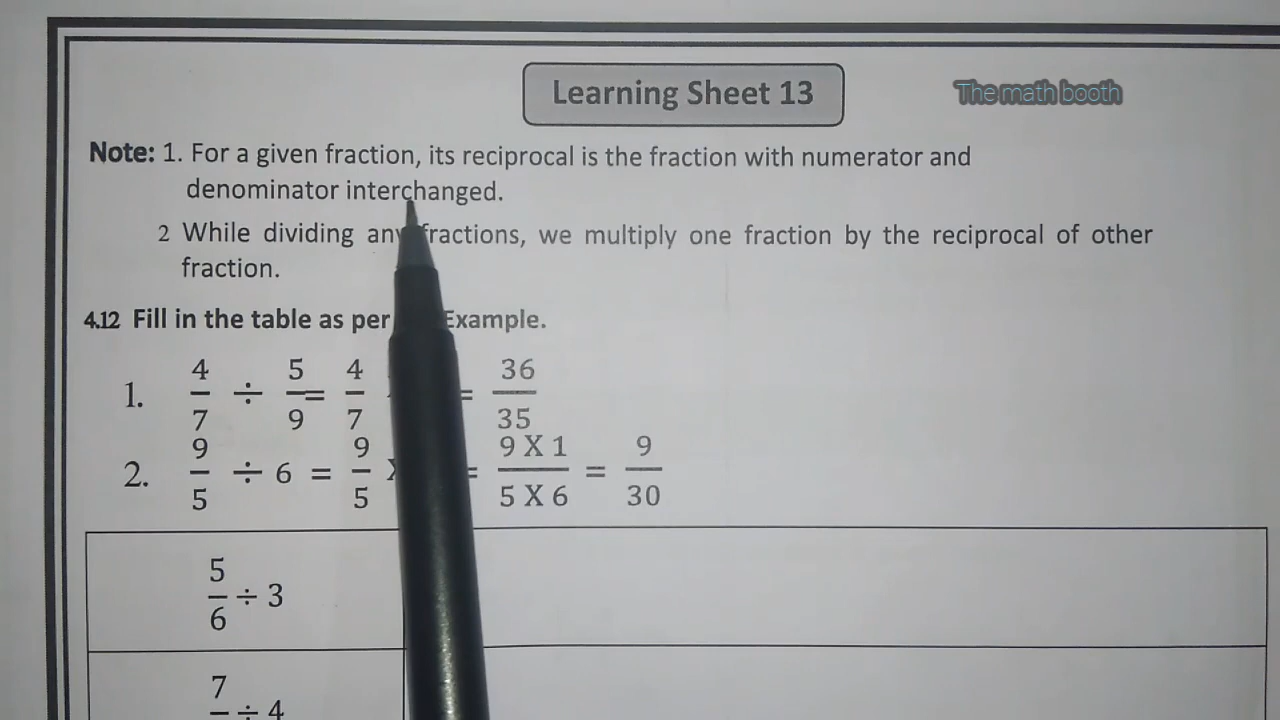 Learning Sheet 13
The math booth
Note: 1. For a given fraction, its reciprocal is the fraction with numerator and
denominator interchanged.
2 While dividing any fractions, we multiply one fraction by the reciprocal of other
fraction.
4.12 Fill in the table as per Example.
1. 4/7 ÷ 5/9 = 4/7 = 36/35
2. 9/5 ÷ 6 = 9/5 X = 9 X 1/5 X 6 = 9/30
5/6 ÷ 3
7 ÷ 4